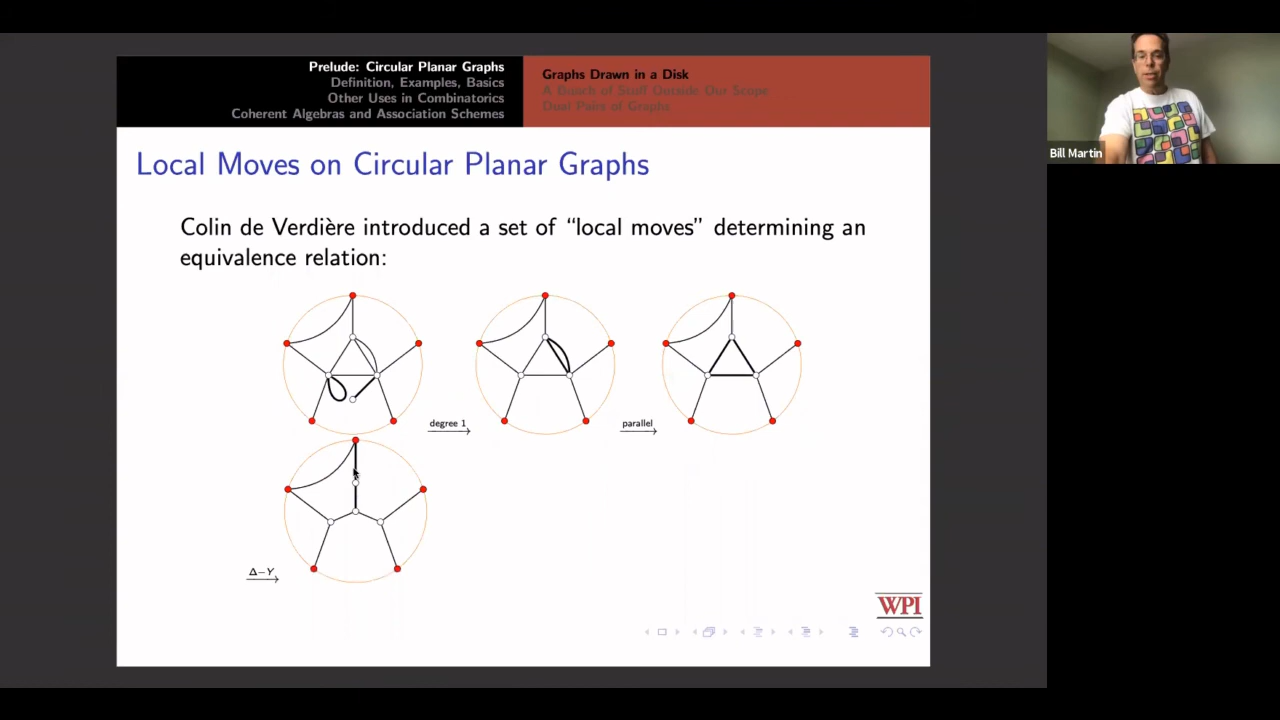 Prelude: Circular Planar Graphs
Definition, Examples, Basics
Other Uses in Combinatorics
Coherent Algebras and Association Schemes
Graphs Drawn in a Disk
A Bunch of Stuff Outside Our Scope
Dual Pairs of Graphs
Bill Martin
Local Moves on Circular Planar Graphs
Colin de Verdière introduced a set of “local moves” determining an
equivalence relation:
degree 1
parallel
Δ−Y
WPI